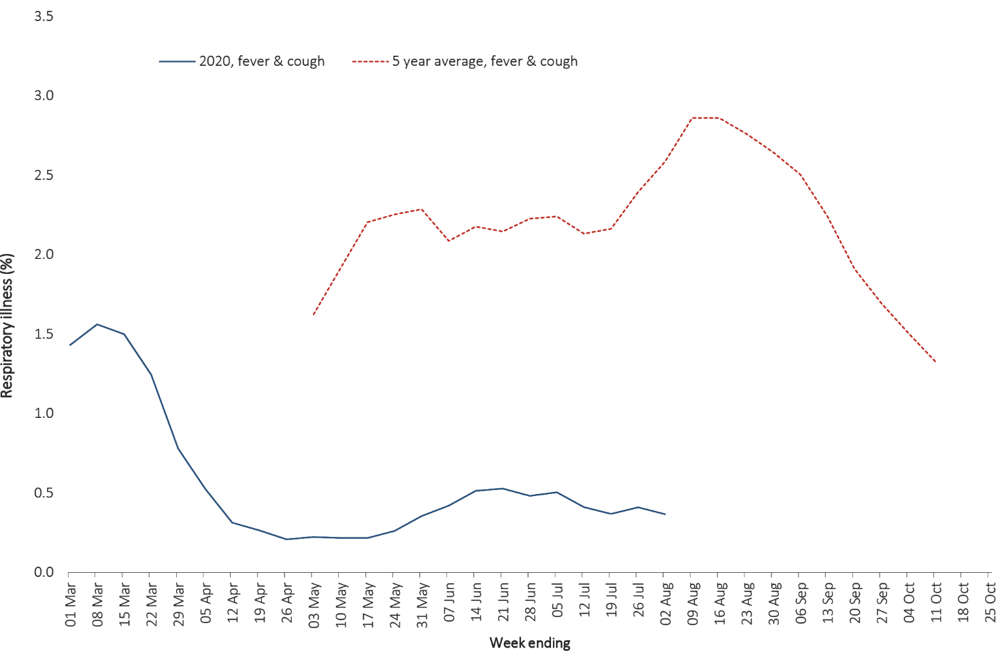 3.5
2020, fever & cough
5 year average, fever & cough
3.0
2.5
2.0
1.5
1.0
0.5
0.0
Respiratory illness (%)
01 Mar
08 Mar
15 Mar
22 Mar
29 Mar
05 Apr
12 Apr
19 Apr
26 Apr
03 May
10 May
17 May
24 May
31 May
07 Jun
14 Jun
21 Jun
28 Jun
05 Jul
12 Jul
19 Jul
26 Jul
02 Aug
09 Aug
16 Aug
23 Aug
30 Aug
06 Sep
13 Sep
20 Sep
27 Sep
04 Oct
11 Oct
18 Oct
25 Oct
Week ending